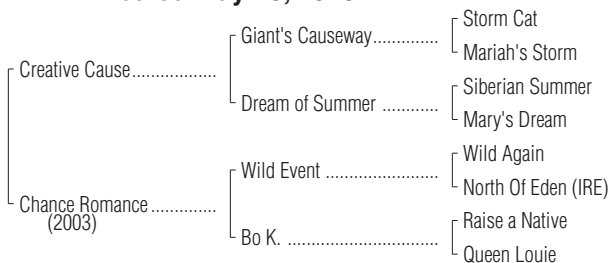 Storm Cat
Giant's Causeway..............
Mariah's Storm
Creative Cause..................
Siberian Summer
Dream of Summer ............
Mary's Dream
Wild Again
Wild Event ........................
North Of Eden (IRE)
Chance Romance..............
(2003)
Raise a Native
Bo K. ................................
Queen Louie